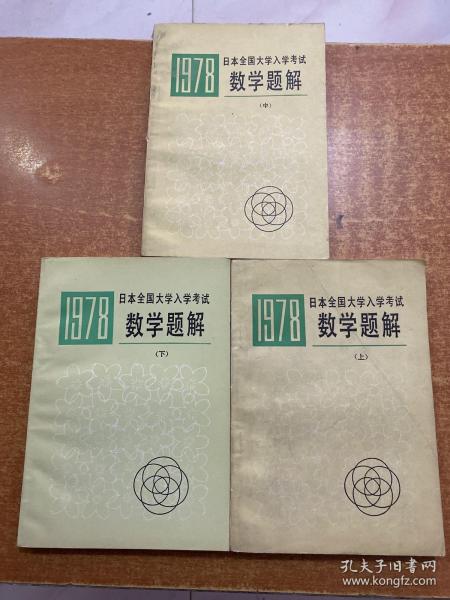 1978
日本全国大学入学考试
数学题解
（中）
1978
日本全国大学入学考试
数学题解
（下）
1978
日本全国大学入学考试
数学题解
（上）
孔夫子旧书网
www.kongfz.com